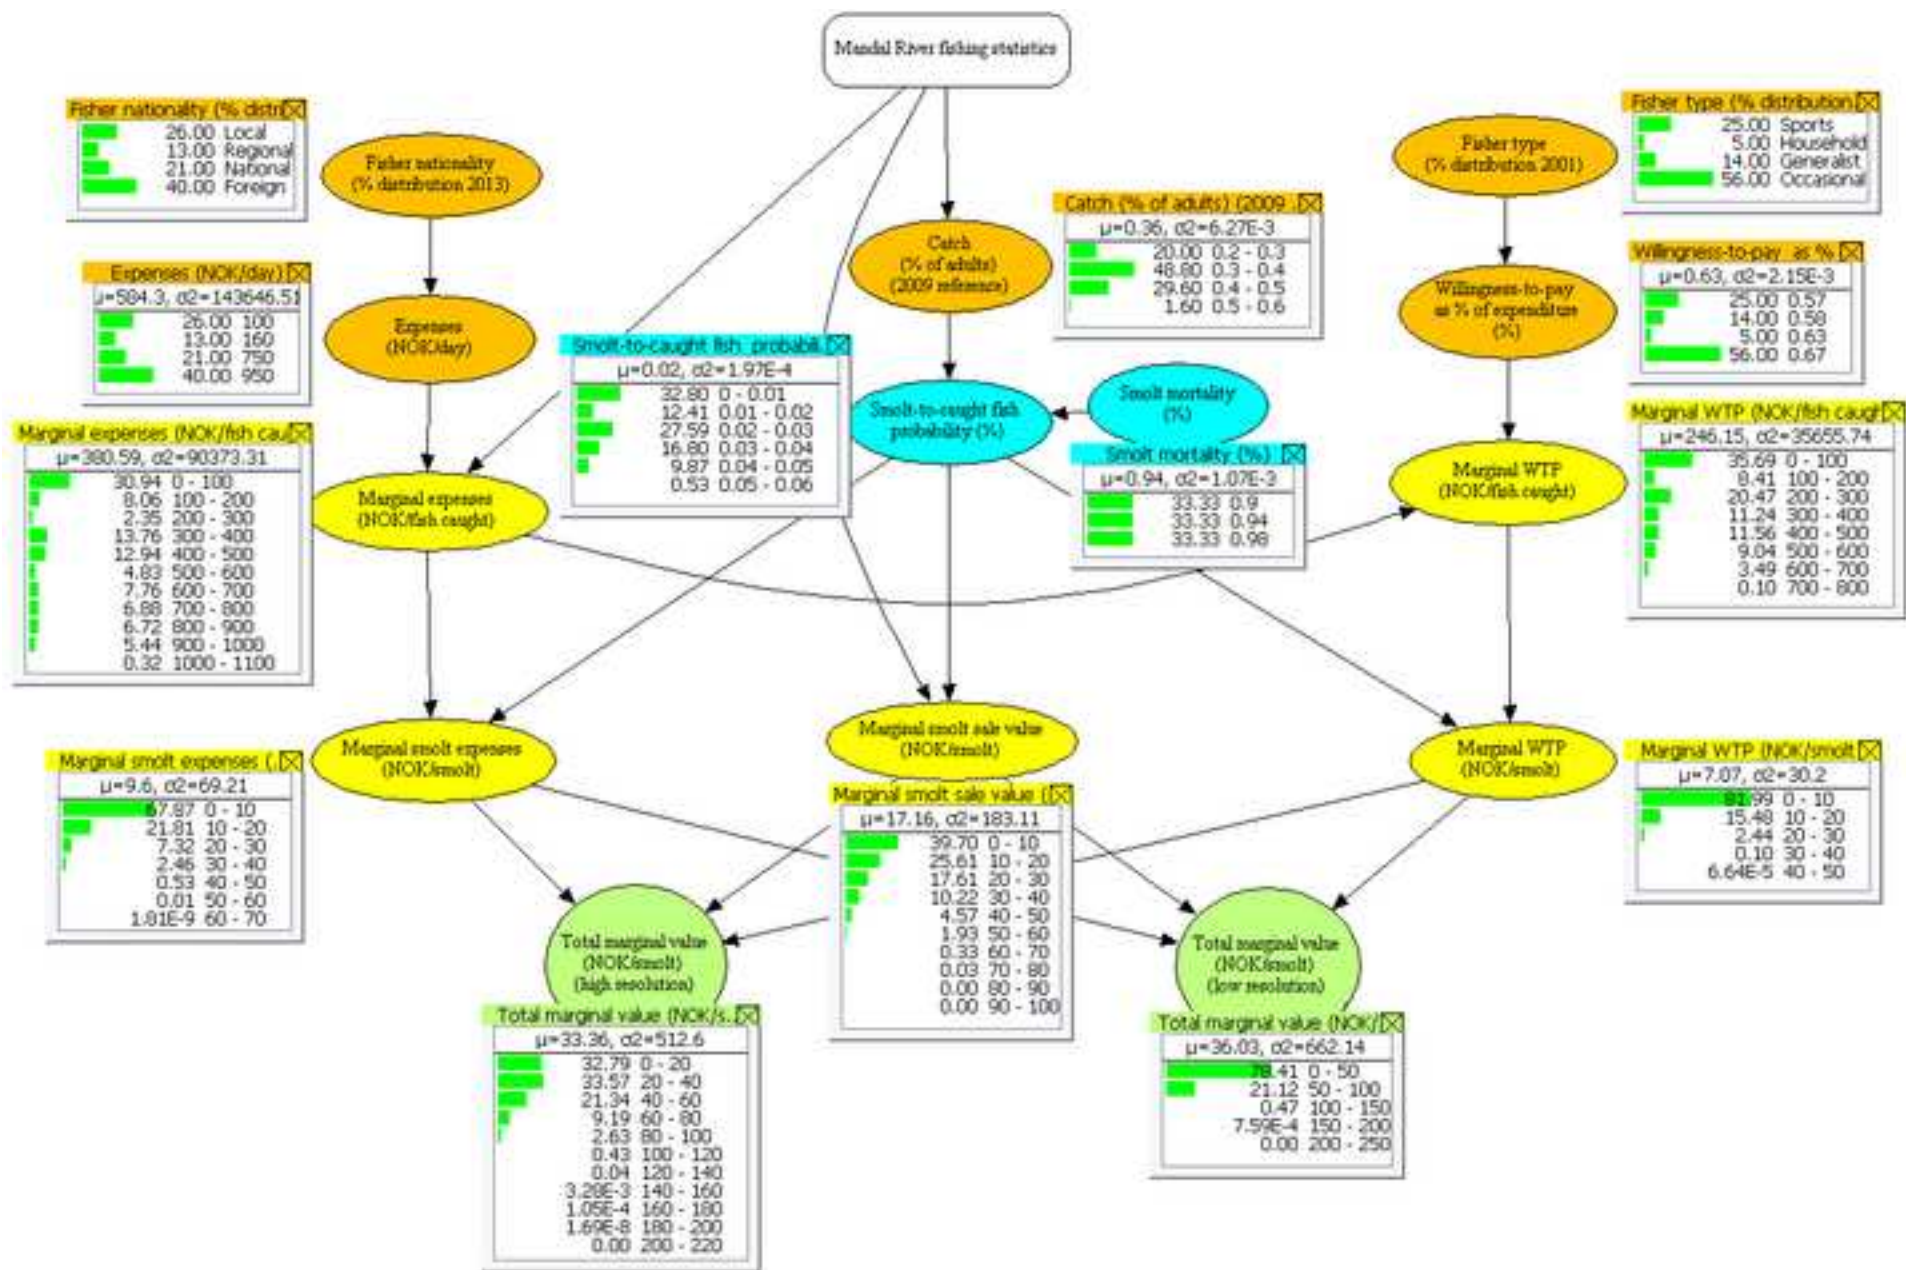 Mandal River fishing statistics
Fisher nationality (% distri
26.00 Local
13.00 Regional
21.00 National
40.00 Foreign
Fisher nationality
(% distribution 2013)
Fisher type
(% distribution 2001)
Fisher type (% distribution.
25.00 Sports
5.00 Household
14.00 Generalist
56.00 Occasional
Catch
(% of adults)
(2009 reference)
Catch (% of adults) (2009 .
μ=0.36, σ2=6.27E-3
20.00 0.2 - 0.3
48.80 0.3 - 0.4
29.60 0.4 - 0.5
1.60 0.5 - 0.6
Expenses (NOK/day)
μ=584.3, σ2=143646.51
26.00 100
13.00 160
21.00 750
40.00 950
Expenses
(NOK/day)
Willingness-to-pay
as % of expenditure
(%)
Willingness-to-pay as %
μ=0.63, σ2=2.15E-3
25.00 0.57
14.00 0.58
5.00 0.63
56.00 0.67
Smolt-to-caught fish probabil.
μ=0.02, σ2=1.97E-4
32.80 0 - 0.01
12.41 0.01 - 0.02
27.59 0.02 - 0.03
16.80 0.03 - 0.04
9.87 0.04 - 0.05
0.53 0.05 - 0.06
Smolt-to-caught fish
probability (%)
Smolt mortality
(%)
Smolt mortality (%)
μ=0.94, σ2=1.07E-3
33.33 0.9
33.33 0.94
33.33 0.98
Marginal expenses (NOK/fish cau
μ=380.59, σ2=90373.31
30.94 0 - 100
8.06 100 - 200
2.35 200 - 300
13.76 300 - 400
12.94 400 - 500
4.83 500 - 600
7.76 600 - 700
6.88 700 - 800
6.72 800 - 900
5.44 900 - 1000
0.32 1000 - 1100
Marginal expenses
(NOK/fish caught)
Marginal WTP
(NOK/fish caught)
Marginal WTP (NOK/fish caught
μ=246.15, σ2=35655.74
35.69 0 - 100
8.41 100 - 200
20.47 200 - 300
11.24 300 - 400
11.56 400 - 500
9.04 500 - 600
3.49 600 - 700
0.10 700 - 800
Marginal smolt expenses
(NOK/smolt)
Marginal smolt sale value
(NOK/smolt)
Marginal WTP
(NOK/smolt)
Marginal smolt expenses (.
μ=9.6, σ2=69.21
67.87 0 - 10
21.81 10 - 20
7.32 20 - 30
2.46 30 - 40
0.53 40 - 50
0.01 50 - 60
1.81E-9 60 - 70
Marginal smolt sale value (
μ=17.16, σ2=183.11
39.70 0 - 10
25.61 10 - 20
17.61 20 - 30
10.22 30 - 40
4.57 40 - 50
1.93 50 - 60
0.33 60 - 70
0.03 70 - 80
0.00 80 - 90
0.00 90 - 100
Marginal WTP (NOK/smolt
μ=7.07, σ2=30.2
81.99 0 - 10
15.48 10 - 20
2.44 20 - 30
0.10 30 - 40
6.64E-5 40 - 50
Total marginal value
(NOK/smolt)
(high resolution)
Total marginal value
(NOK/smolt)
(low resolution)
Total marginal value (NOK/s.
μ=33.36, σ2=512.6
32.79 0 - 20
33.57 20 - 40
21.34 40 - 60
9.19 60 - 80
2.63 80 - 100
0.43 100 - 120
0.04 120 - 140
3.28E-3 140 - 160
1.05E-4 160 - 180
1.69E-8 180 - 200
0.00 200 - 220
Total marginal value (NOK/
μ=36.03, σ2=662.14
78.41 0 - 50
21.12 50 - 100
0.47 100 - 150
7.59E-4 150 - 200
0.00 200 - 250